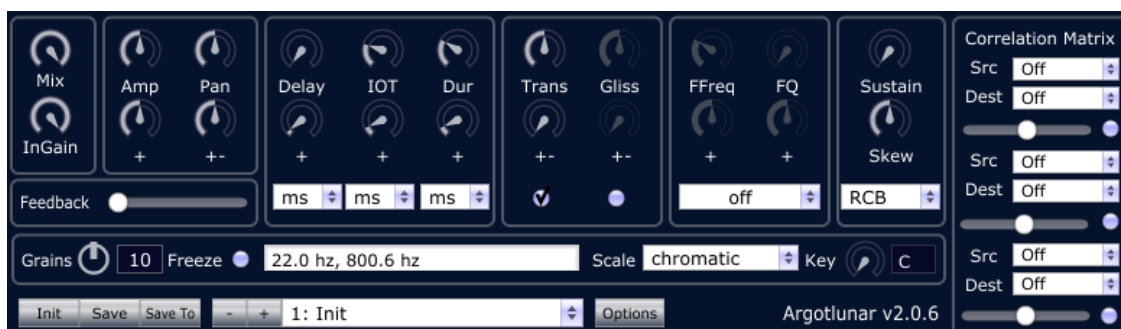 Mix
InGain
Amp Pan
+ +-
Delay IOT Dur
+ + +
ms ms ms
Trans Gliss
+- +-
FFreq FQ
+ +
off
Sustain
Skew
RCB
Feedback
Grains 10 Freeze 22.0 hz, 800.6 hz Scale chromatic Key C
Init Save Save To - + 1: Init Options Argotlunar v2.0.6
Correlation Matrix
Src Off
Dest Off
Src Off
Dest Off
Src Off
Dest Off